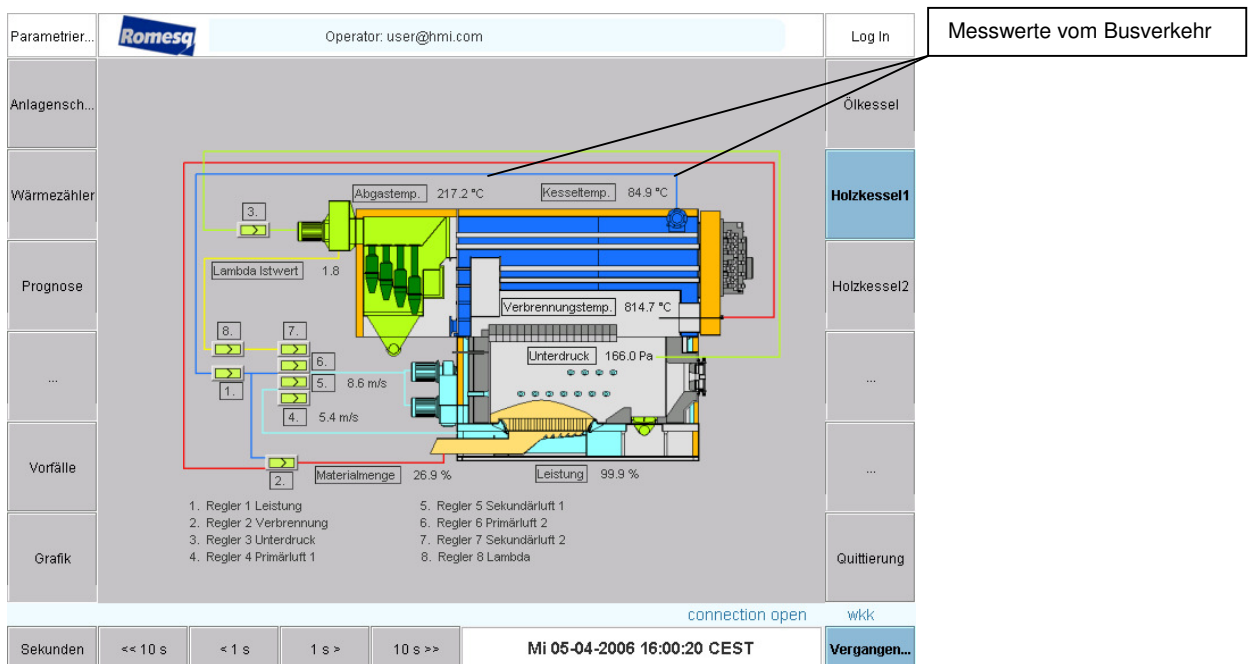 Messwerte vom Busverkehr
Parametrier...
Romesq
Operator: user@hmi.com
Log In
Anlagensch...
Ölkessel
Wärmezähler
Abgastemp. 217.2 °C
Kesseltemp. 84.9 °C
Holzkessel1
3.
Lambda Istwert 1.8
Prognose
Verbrennungstemp. 814.7 °C
Holzkessel2
8.
7.
6.
Unterdruck 166.0 Pa
...
1.
5. 8.6 m/s
...
4. 5.4 m/s
Vorfälle
2.
Materialmenge 26.9 %
Leistung 99.9 %
...
1. Regler 1 Leistung
2. Regler 2 Verbrennung
3. Regler 3 Unterdruck
4. Regler 4 Primärluft 1
5. Regler 5 Sekundärluft 1
6. Regler 6 Primärluft 2
7. Regler 7 Sekundärluft 2
8. Regler 8 Lambda
Grafik
Quittierung
connection open
wkk
Sekunden
<< 10 s
< 1 s
1 s >
10 s >>
Mi 05-04-2006 16:00:20 CEST
Vergangen...